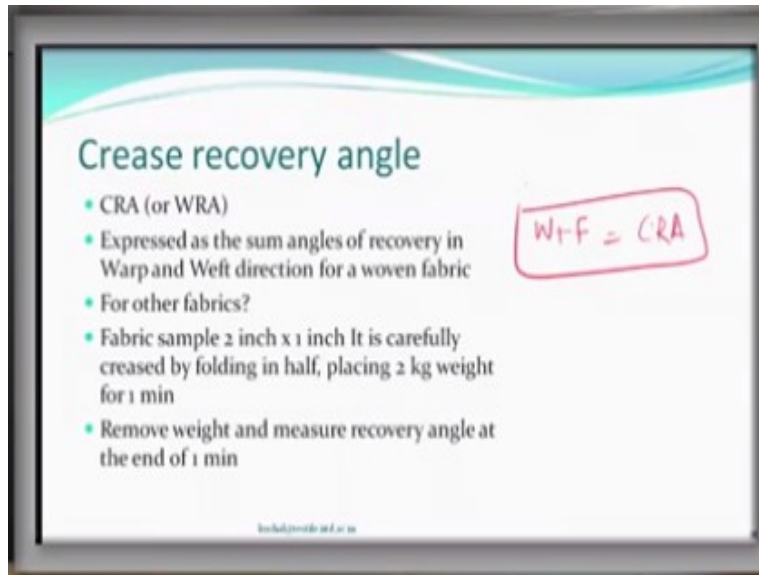 Crease recovery angle
• CRA (or WRA)
• Expressed as the sum angles of recovery in
Warp and Weft direction for a woven fabric
W+F = CRA
• For other fabrics?
• Fabric sample 2 inch x 1 inch It is carefully
creased by folding in half, placing 2 kg weight
for 1 min
• Remove weight and measure recovery angle at
the end of 1 min